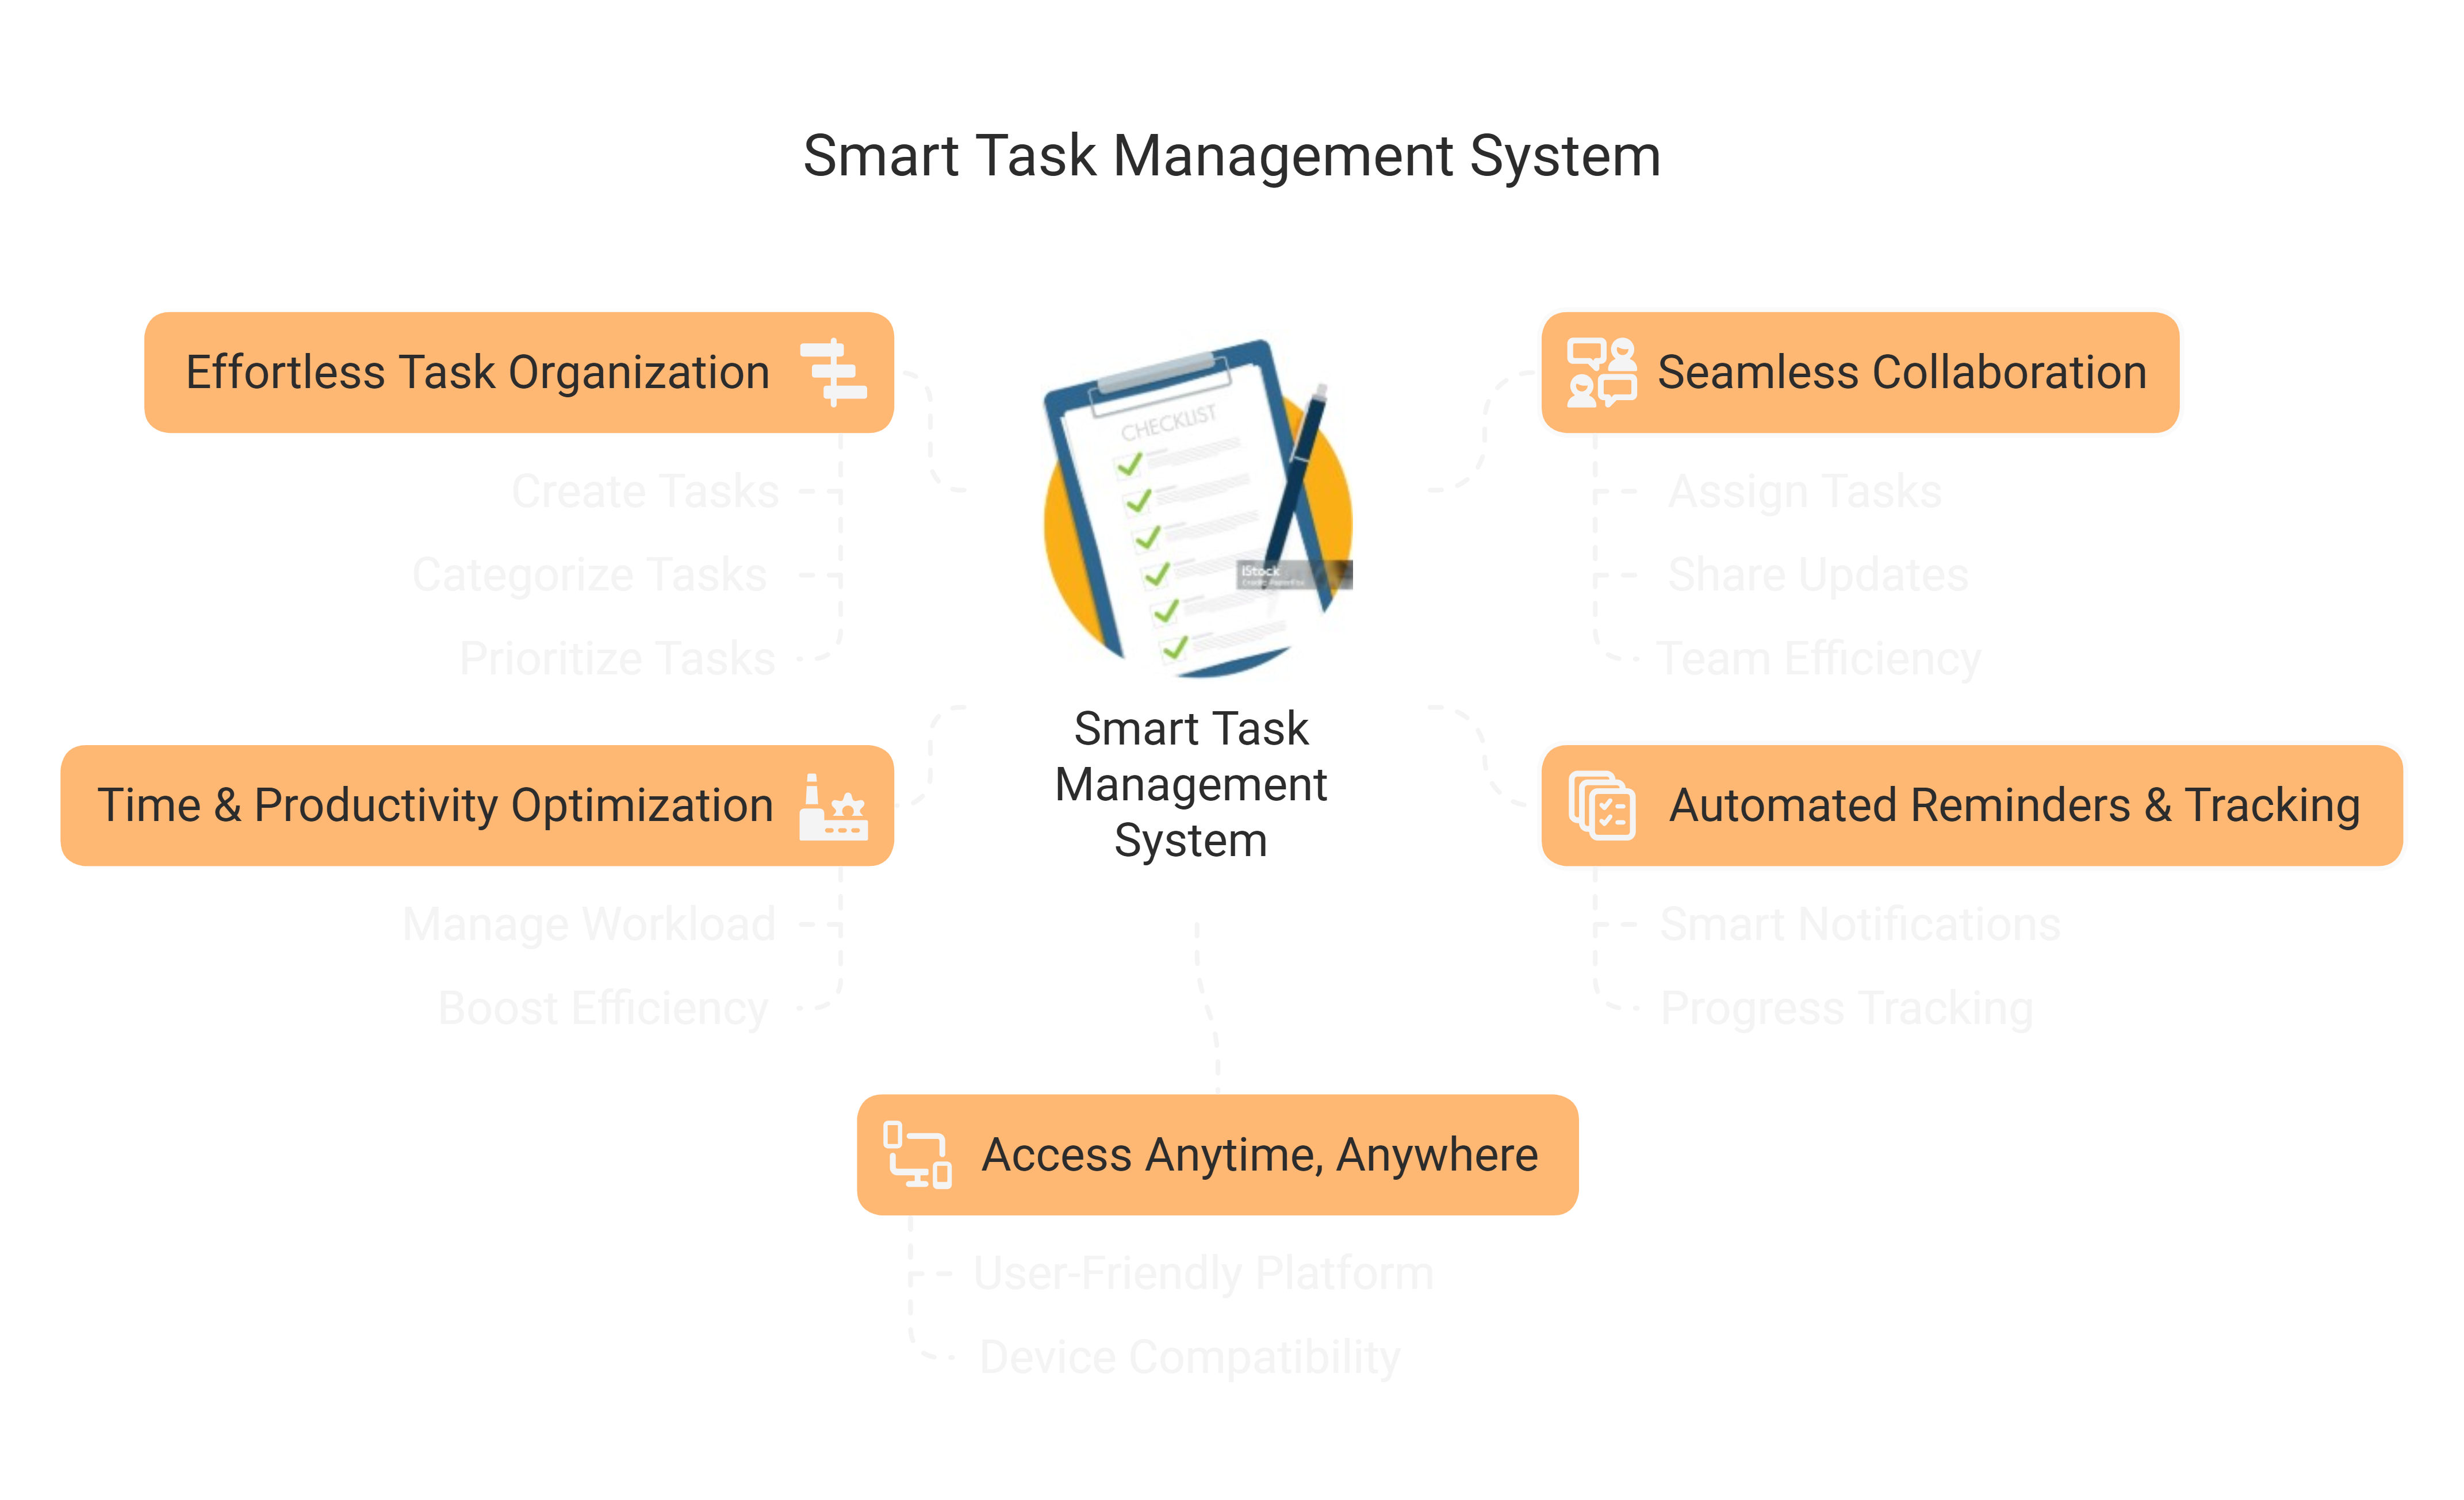 Smart Task Management System
Effortless Task Organization
Create Tasks
Categorize Tasks
Prioritize Tasks
Seamless Collaboration
Assign Tasks
Share Updates
Team Efficiency
CHECKLIST
iStock
Smart Task
Management
System
Time & Productivity Optimization
Manage Workload
Boost Efficiency
Automated Reminders & Tracking
Smart Notifications
Progress Tracking
Access Anytime, Anywhere
User-Friendly Platform
Device Compatibility